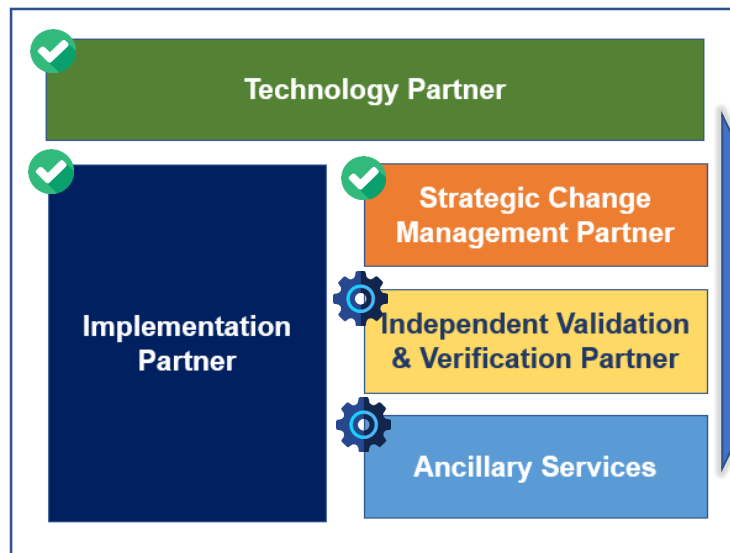 Technology Partner
Implementation
Partner
Strategic Change
Management Partner
Independent Validation
& Verification Partner
Ancillary Services